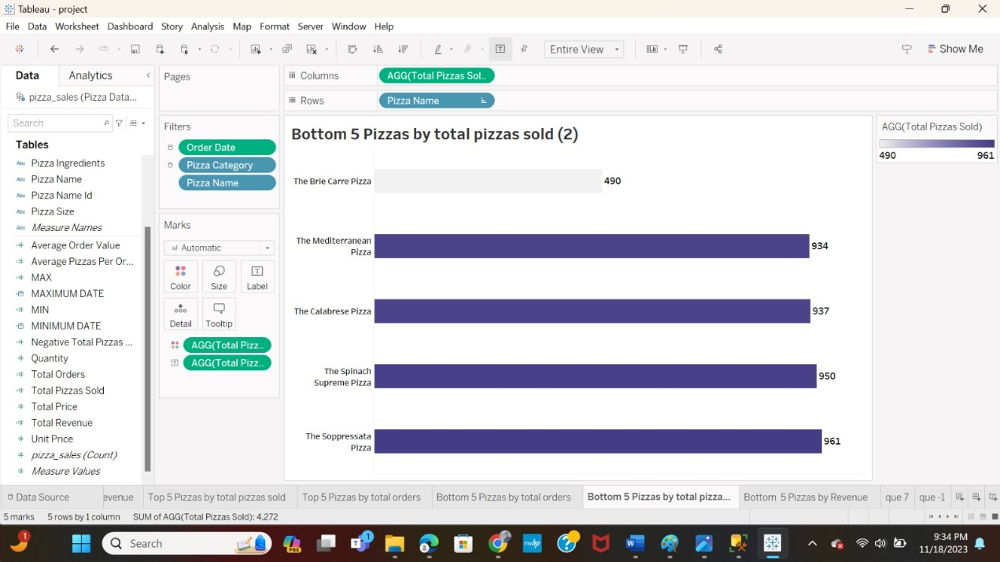 Tableau - project
File Data Worksheet Dashboard Story Analysis Map Format Server Window Help
Entire View
Show Me
Data Analytics
pizza_sales (Pizza Data...
Search
Tables
Pizza Ingredients
Pizza Name
Pizza Name Id
Pizza Size
Measure Names
Average Order Value
Average Pizzas Per Or...
MAX
MAXIMUM DATE
MIN
MINIMUM DATE
Negative Total Pizzas ...
Quantity
Total Orders
Total Pizzas Sold
Total Price
Total Revenue
Unit Price
pizza_sales (Count)
Measure Values
Pages
Filters
Order Date
Pizza Category
Pizza Name
Marks
Automatic
Color Size Label
Detail Tooltip
AGG(Total Pizz..
AGG(Total Pizz..
Columns AGG(Total Pizzas Sol..
Rows Pizza Name
Bottom 5 Pizzas by total pizzas sold (2)
The Brie Carre Pizza 490
The Mediterranean
Pizza
934
The Calabrese Pizza 937
The Spinach
Supreme Pizza
950
The Soppressata
Pizza
961
AGG(Total Pizzas Sold)
490 961
Data Source evenue Top 5 Pizzas by total pizzas sold Top 5 Pizzas by total orders Bottom 5 Pizzas by total orders Bottom 5 Pizzas by total pizza... Bottom 5 Pizzas by Revenue que 7 que -1
5 marks 5 rows by 1 column SUM of AGG(Total Pizzas Sold): 4,272
1
Search
PRE
1
myhp
9:34 PM
11/18/2023